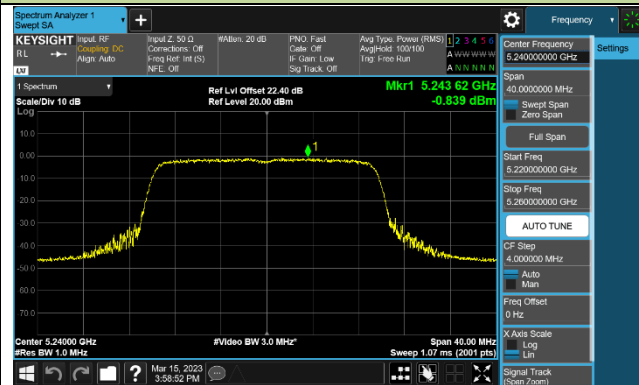 Spectrum Analyzer 1
Swept SA
+
Frequency
KEYSIGHT
RL
LXI
Input: RF
Coupling: DC
Align: Auto
Input Z: 50 Ω
Corrections: Off
Freq Ref: Int (S)
NFE: Off
#Atten: 20 dB
PNO: Fast
Gate: Off
IF Gain: Low
Sig Track: Off
Avg Type: Power (RMS)
Avg|Hold: 100/100
Trig: Free Run
1 2 3 4 5 6
A W W W W W
A N N N N N
1 Spectrum
Scale/Div 10 dB
Log
Ref Lvl Offset 22.40 dB
Ref Level 20.00 dBm
Mkr1 5.243 62 GHz
-0.839 dBm
10.0
0.00
-10.0
-20.0
-30.0
-40.0
-50.0
-60.0
-70.0
1
Center 5.24000 GHz
#Res BW 1.0 MHz
#Video BW 3.0 MHz*
Span 40.00 MHz
Sweep 1.07 ms (2001 pts)
Mar 15, 2023
3:58:52 PM
?
Center Frequency
5.240000000 GHz
Settings
Span
40.0000000 MHz
Swept Span
Zero Span
Full Span
Start Freq
5.220000000 GHz
Stop Freq
5.260000000 GHz
AUTO TUNE
CF Step
4.000000 MHz
Auto
Man
Freq Offset
0 Hz
X Axis Scale
Log
Lin
Signal Track
(Span Zoom)